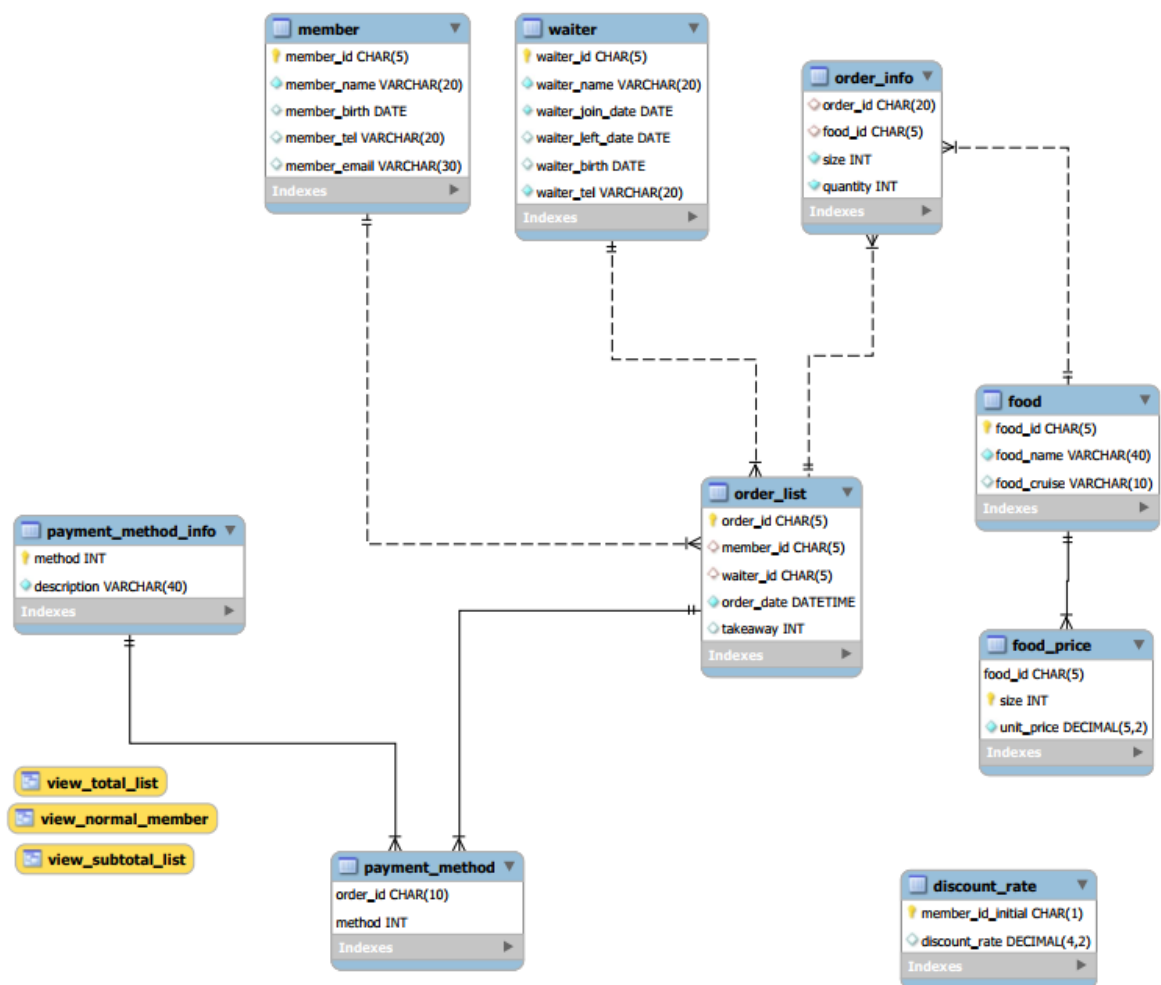 member
member_id CHAR(5)
member_name VARCHAR(20)
member_birth DATE
member_tel VARCHAR(20)
member_email VARCHAR(30)
Indexes
waiter
waiter_id CHAR(5)
waiter_name VARCHAR(20)
waiter_join_date DATE
waiter_left_date DATE
waiter_birth DATE
waiter_tel VARCHAR(20)
Indexes
order_info
order_id CHAR(20)
food_id CHAR(5)
size INT
quantity INT
Indexes
food
food_id CHAR(5)
food_name VARCHAR(40)
food_cruise VARCHAR(10)
Indexes
order_list
order_id CHAR(5)
member_id CHAR(5)
waiter_id CHAR(5)
order_date DATETIME
takeaway INT
Indexes
payment_method_info
method INT
description VARCHAR(40)
Indexes
food_price
food_id CHAR(5)
size INT
unit_price DECIMAL(5,2)
Indexes
view_total_list
view_normal_member
view_subtotal_list
payment_method
order_id CHAR(10)
method INT
Indexes
discount_rate
member_id_initial CHAR(1)
discount_rate DECIMAL(4,2)
Indexes